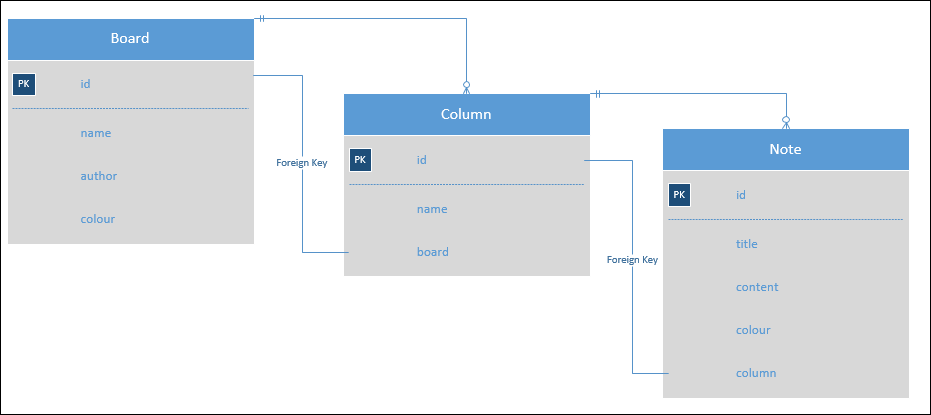 Board
PK
id
name
author
colour
Foreign Key
Column
PK
id
name
board
Foreign Key
Note
PK
id
title
content
colour
column